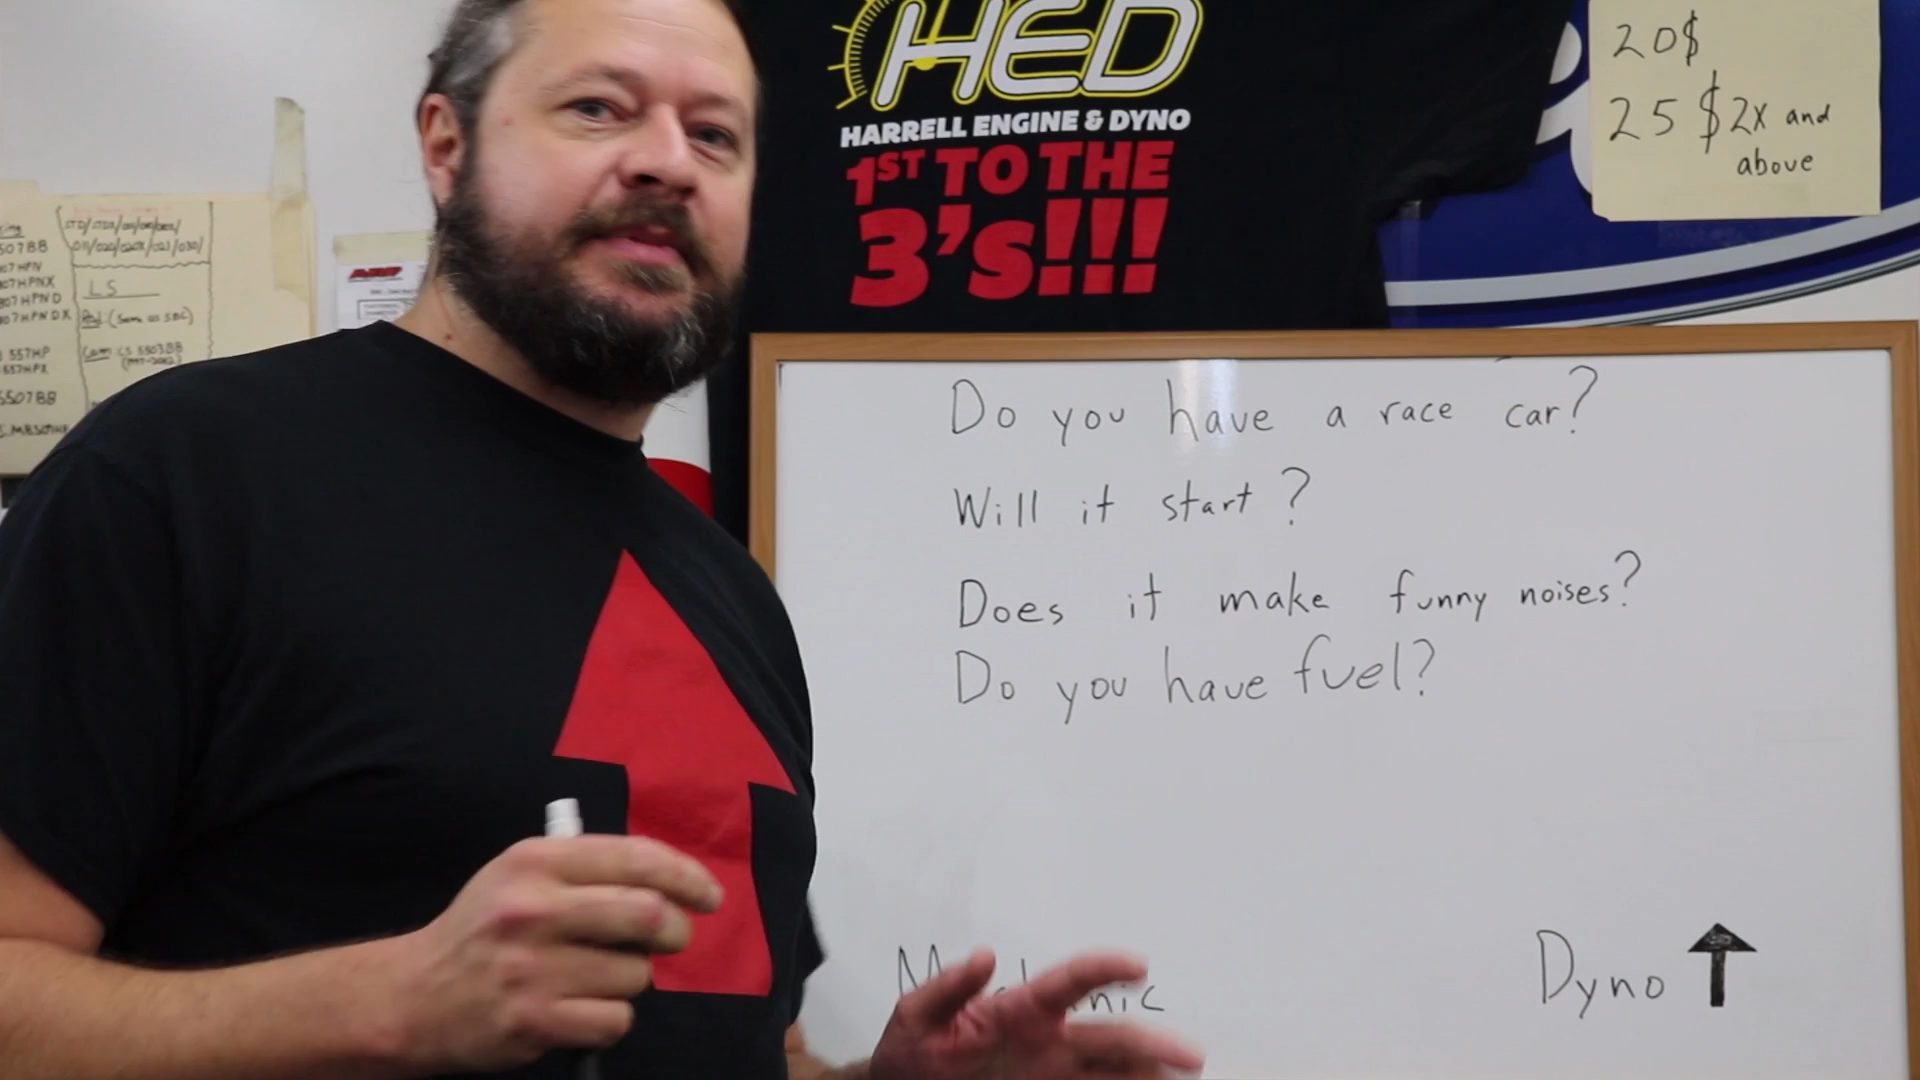 HED
HARRELL ENGINE & DYNO
1ST TO THE
3'S!!!
20$
25$ 2x and
above
LS
557HP
Do you have a race car?
Will it start?
Does it make funny noises?
Do you have fuel?
Dyno